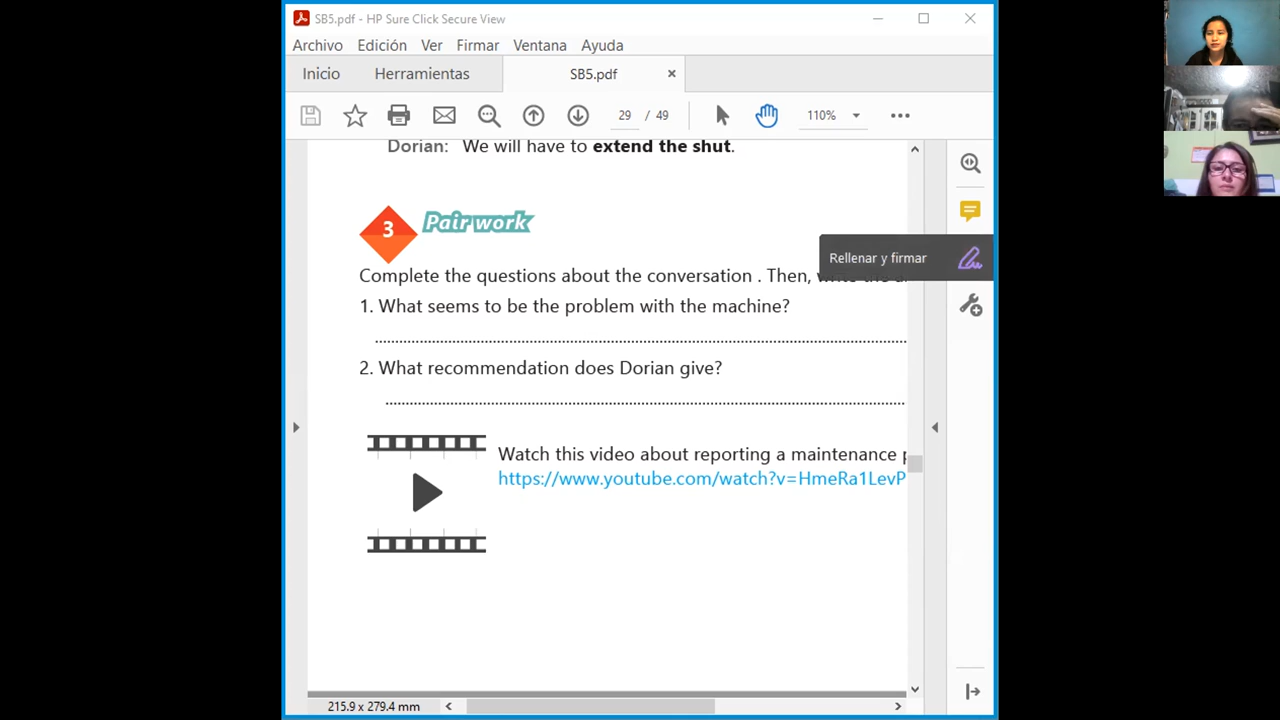 SB5.pdf - HP Sure Click Secure View
Archivo Edición Ver Firmar Ventana Ayuda
Inicio Herramientas SB5.pdf
29 / 49 110%
Dorian: We will have to extend the shut.
3 Pair work
Rellenar y firmar
Complete the questions about the conversation . Then,
1. What seems to be the problem with the machine?
2. What recommendation does Dorian give?
Watch this video about reporting a maintenance
https://www.youtube.com/watch?v=HmeRa1LevP
215.9 x 279.4 mm